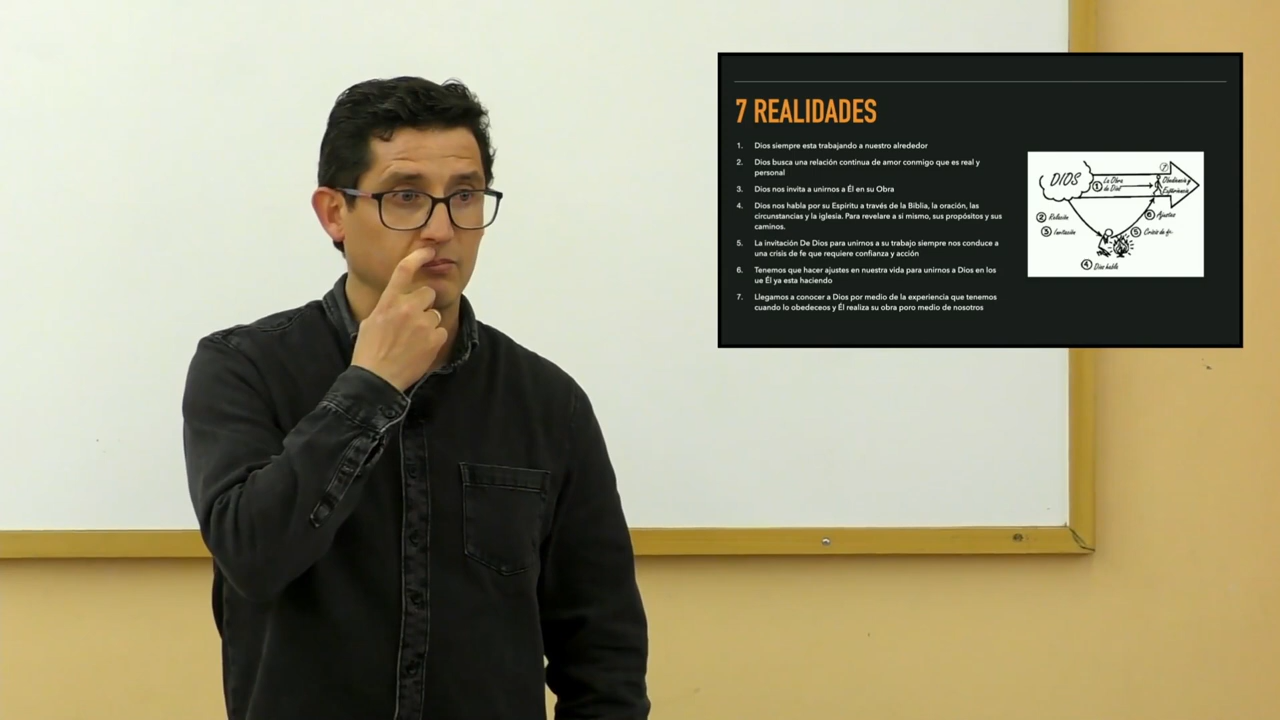 7 REALIDADES
1. Dios siempre esta trabajando a nuestro alrededor
2. Dios busca una relación continua de amor conmigo que es real y
personal
3. Dios nos invita a unirnos a Él en su Obra
4. Dios nos habla por su Espiritu a través de la Biblia, la oración, las
circunstancias y la iglesia. Para revelare a si mismo, sus propósitos y sus
caminos.
5. La invitación De Dios para unirnos a su trabajo siempre nos conduce a
una crisis de fe que requiere confianza y acción
6. Tenemos que hacer ajustes en nuestra vida para unirnos a Dios en los
ue Él ya esta haciendo
7. Llegamos a conocer a Dios por medio de la experiencia que tenemos
cuando lo obedeceos y Él realiza su obra poro medio de nosotros
DIOS
1 La Obra
de Dios
7
Obediencia y
Experiencia
2 Relación
3 Invitación
6 Ajustes
5 Crisis de fe.
4 Dios habla